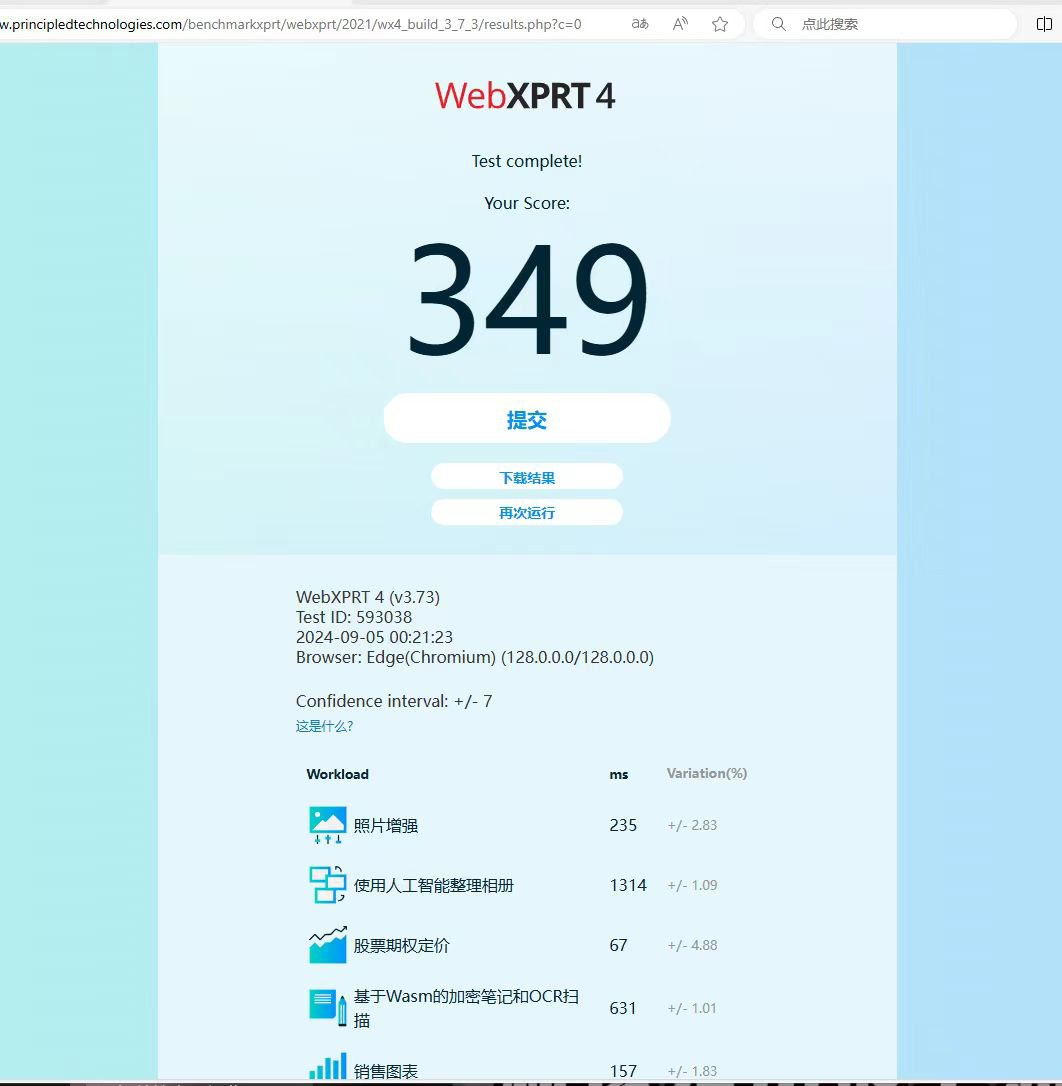 w.principledtechnologies.com/benchmarkxprt/webxprt/2021/wx4_build_3_7_3/results.php?c=0 aあ A 点此搜索
WebXPRT 4
Test complete!
Your Score:
349
提交
下载结果
再次运行
WebXPRT 4 (v3.73)
Test ID: 593038
2024-09-05 00:21:23
Browser: Edge(Chromium) (128.0.0.0/128.0.0.0)
Confidence interval: +/- 7
这是什么?
Workload ms Variation(%)
照片增强 235 +/- 2.83
使用人工智能整理相册 1314 +/- 1.09
股票期权定价 67 +/- 4.88
基于Wasm的加密笔记和OCR扫
描 631 +/- 1.01
销售图表 157 +/- 1.83